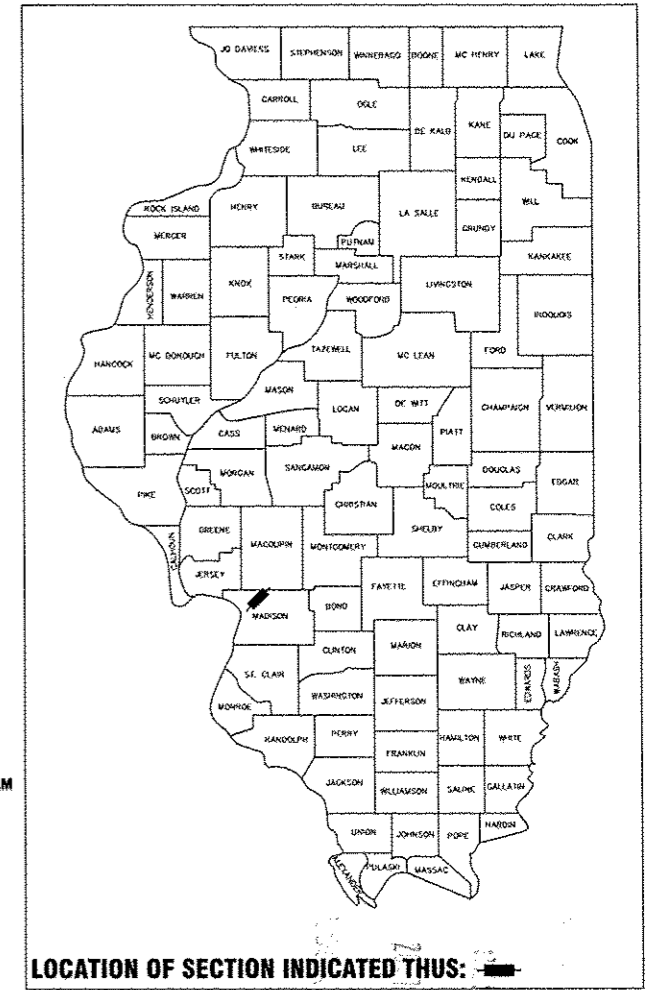 JO DAVIESS STEPHENSON WINNEBAGO BOONE MC HENRY LAKE
CARROLL OGLE DE KALB KANE DU PAGE COOK
WHITESIDE LEE
KENDALL WILL
ROCK ISLAND HENRY BUREAU LA SALLE GRUNDY
MERCER PUTNAM KANKAKEE
STARK MARSHALL
HENDERSON WARREN KNOX PEORIA WOODFORD LIVINGSTON IROQUOIS
HANCOCK MC DONOUGH FULTON TAZEWELL MC LEAN FORD
MASON
SCHUYLER LOGAN DE WITT CHAMPAIGN VERMILION
ADAMS BROWN CASS MENARD MACON PIATT
MORGAN SANGAMON DOUGLAS EDGAR
PIKE SCOTT CHRISTIAN MOULTRIE COLES
GREENE MACOUPIN MONTGOMERY SHELBY CUMBERLAND CLARK
CALHOUN JERSEY FAYETTE EFFINGHAM JASPER CRAWFORD
MADISON BOND CLAY RICHLAND LAWRENCE
CLINTON MARION
ST. CLAIR WAYNE EDWARDS WABASH
MONROE WASHINGTON JEFFERSON
RANDOLPH PERRY HAMILTON WHITE
FRANKLIN
JACKSON WILLIAMSON SALINE GALLATIN
UNION JOHNSON POPE HARDIN
ALEXANDER PULASKI MASSAC
LOCATION OF SECTION INDICATED THUS: